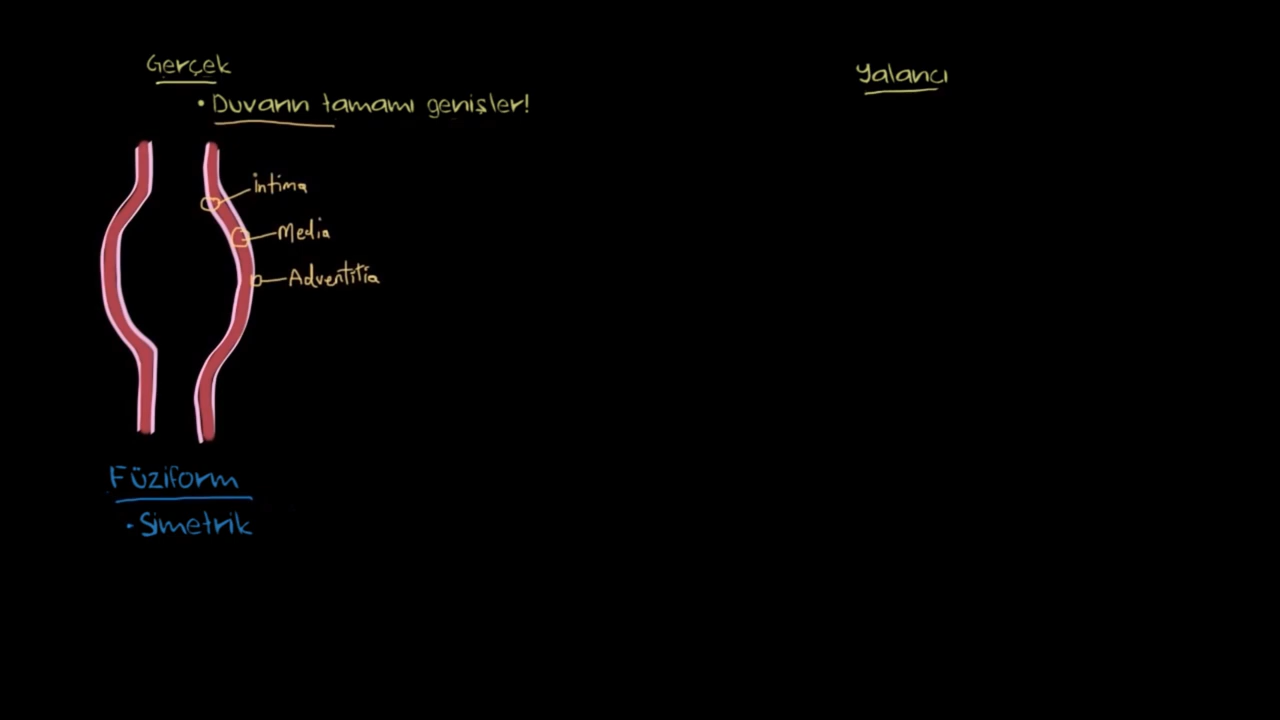 Gerçek
• Duvarın tamamı genişler!
İntima
Media
Adventitia
Füziform
• Simetrik
Yalancı